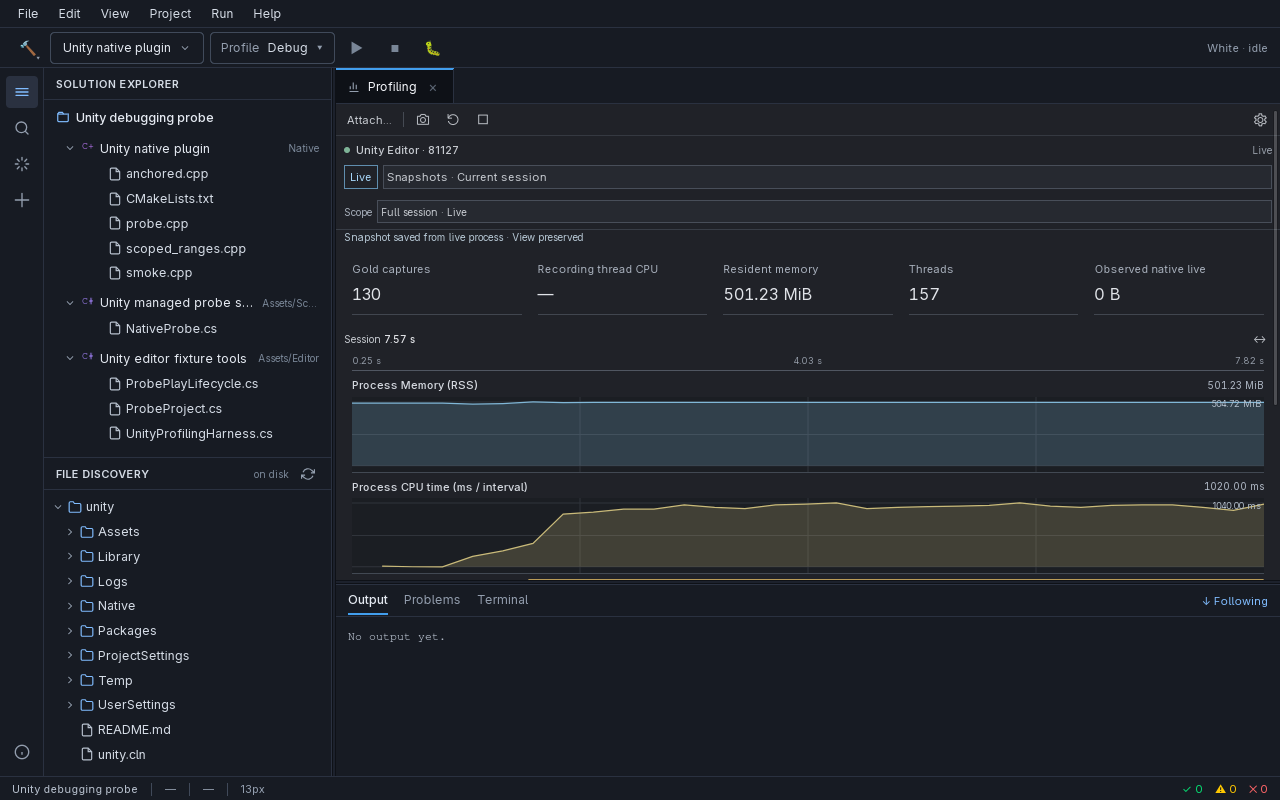 File Edit View Project Run Help
Unity native plugin Profile Debug White · idle
SOLUTION EXPLORER
Unity debugging probe
Unity native plugin Native
anchored.cpp
CMakeLists.txt
probe.cpp
scoped_ranges.cpp
smoke.cpp
Unity managed probe s... Assets/Sc...
NativeProbe.cs
Unity editor fixture tools Assets/Editor
ProbePlayLifecycle.cs
ProbeProject.cs
UnityProfilingHarness.cs
FILE DISCOVERY on disk
unity
Assets
Library
Logs
Native
Packages
ProjectSettings
Temp
UserSettings
README.md
unity.cln
Profiling
Attach...
Unity Editor · 81127 Live
Live Snapshots · Current session
Scope Full session · Live
Snapshot saved from live process · View preserved
Gold captures Recording thread CPU Resident memory Threads Observed native live
130 — 501.23 MiB 157 0 B
Session 7.57 s
0.25 s 4.03 s 7.82 s
Process Memory (RSS) 501.23 MiB
504.72 MiB
Process CPU time (ms / interval) 1020.00 ms
1040.00 ms
Output Problems Terminal Following
No output yet.
Unity debugging probe — — 13px 0 0 0